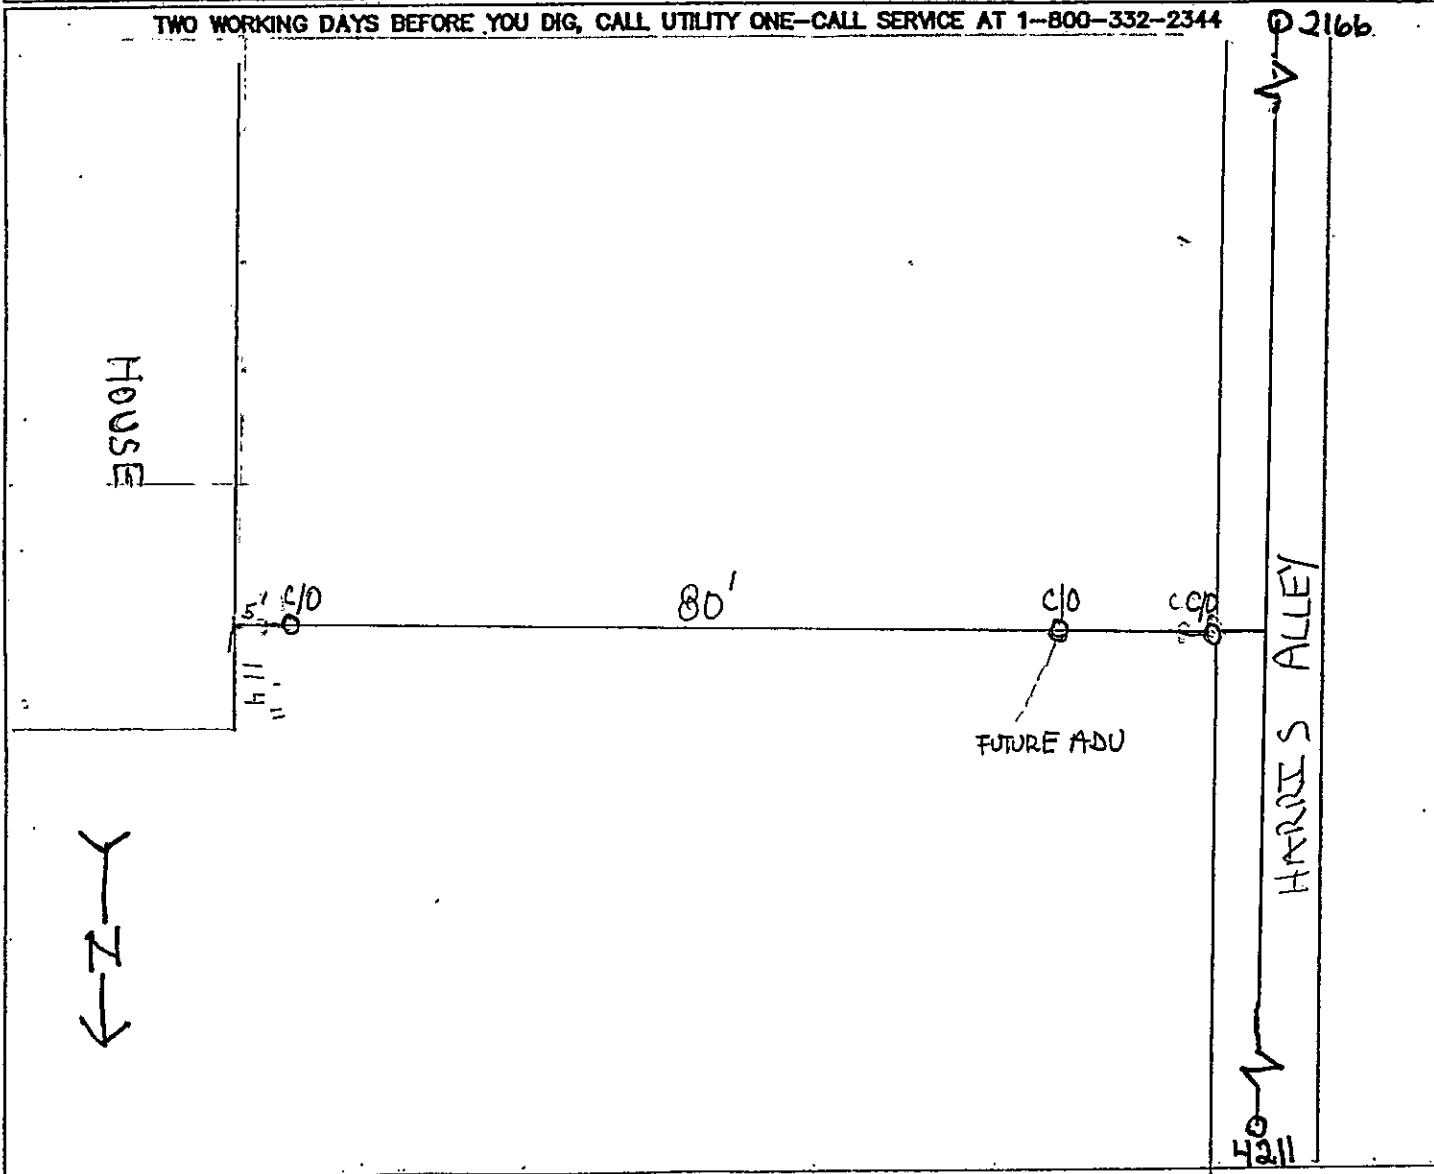 TWO WORKING DAYS BEFORE YOU DIG, CALL UTILITY ONE-CALL SERVICE AT 1-800-332-2344
2166
HOUSE
5' C/O
80'
C/O
C/O
FUTURE ADU
HARRIS ALLEY
N
4211